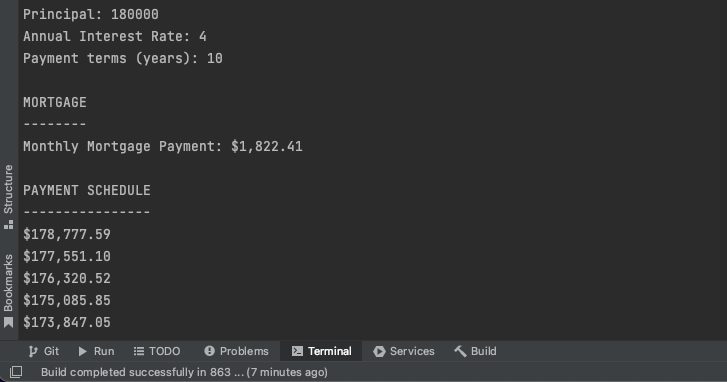 Principal: 180000
Annual Interest Rate: 4
Payment terms (years): 10
MORTGAGE
--------
Monthly Mortgage Payment: $1,822.41
PAYMENT SCHEDULE
----------------
$178,777.59
$177,551.10
$176,320.52
$175,085.85
$173,847.05
Structure
Bookmarks
Git Run TODO Problems Terminal Services Build
Build completed successfully in 863 ... (7 minutes ago)